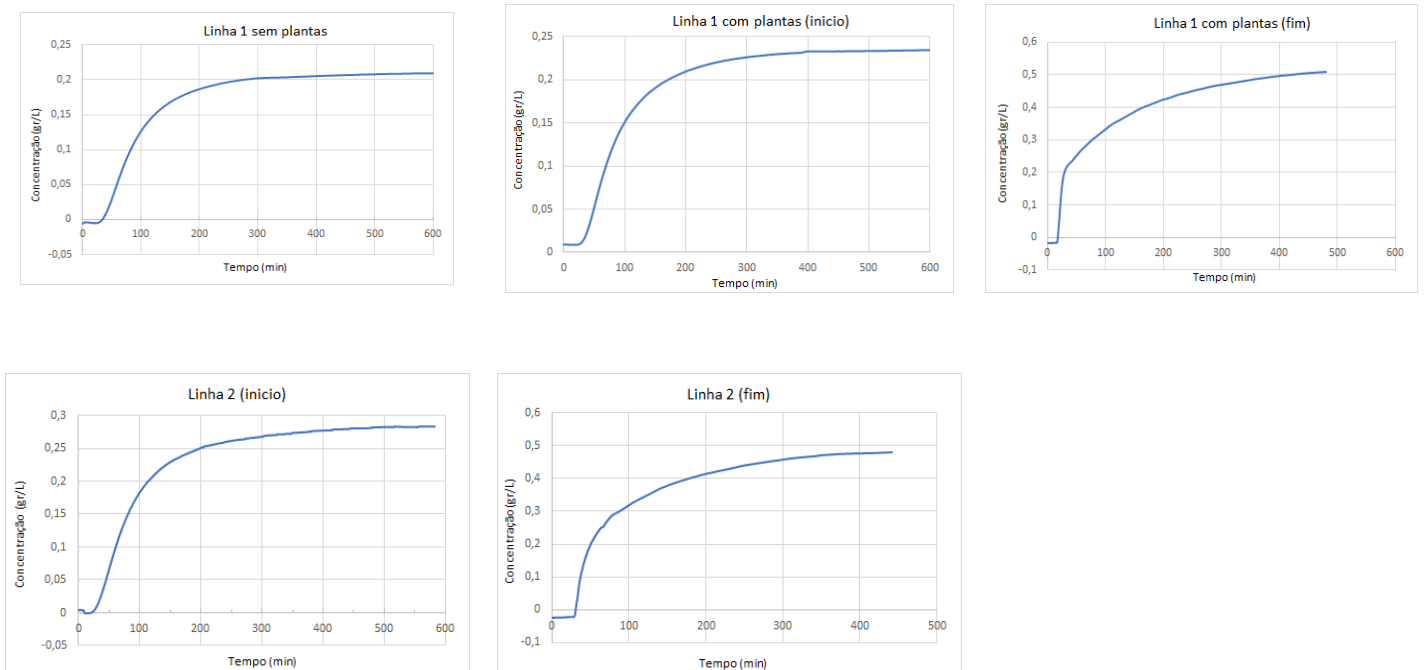 Linha 1 sem plantas
0,25
0,2
0,15
0,1
0,05
0
-0,05
0 100 200 300 400 500 600
Concentração (gr/L)
Tempo (min)
Linha 1 com plantas (inicio)
0,25
0,2
0,15
0,1
0,05
0
0 100 200 300 400 500 600
Concentração (gr/L)
Tempo (min)
Linha 1 com plantas (fim)
0,6
0,5
0,4
0,3
0,2
0,1
0
-0,1
0 100 200 300 400 500 600
Concentração (gr/L)
Tempo (min)
Linha 2 (inicio)
0,3
0,25
0,2
0,15
0,1
0,05
0
-0,05
0 100 200 300 400 500 600
Concentração (gr/L)
Tempo (min)
Linha 2 (fim)
0,6
0,5
0,4
0,3
0,2
0,1
0
-0,1
0 100 200 300 400 500
Concentração (gr/L)
Tempo (min)